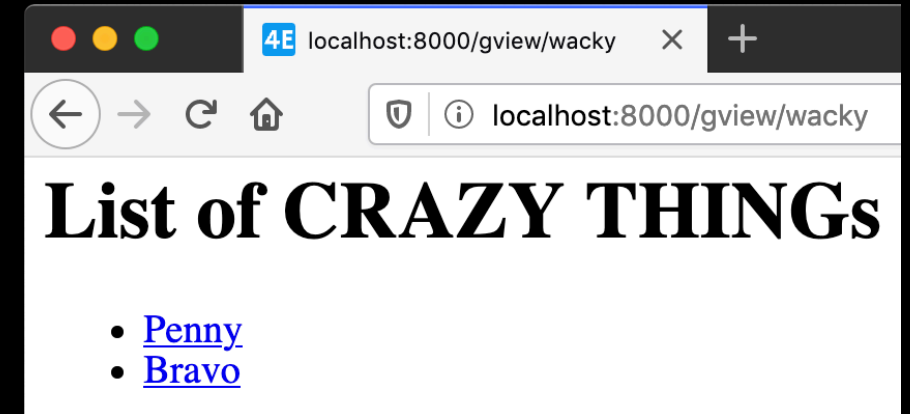 4E localhost:8000/gview/wacky
localhost:8000/gview/wacky
List of CRAZY THINGs
Penny
Bravo